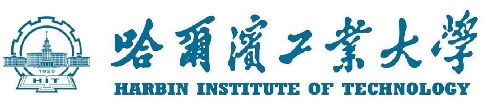 1920
HIT
哈爾濱工業大學
HARBIN INSTITUTE OF TECHNOLOGY